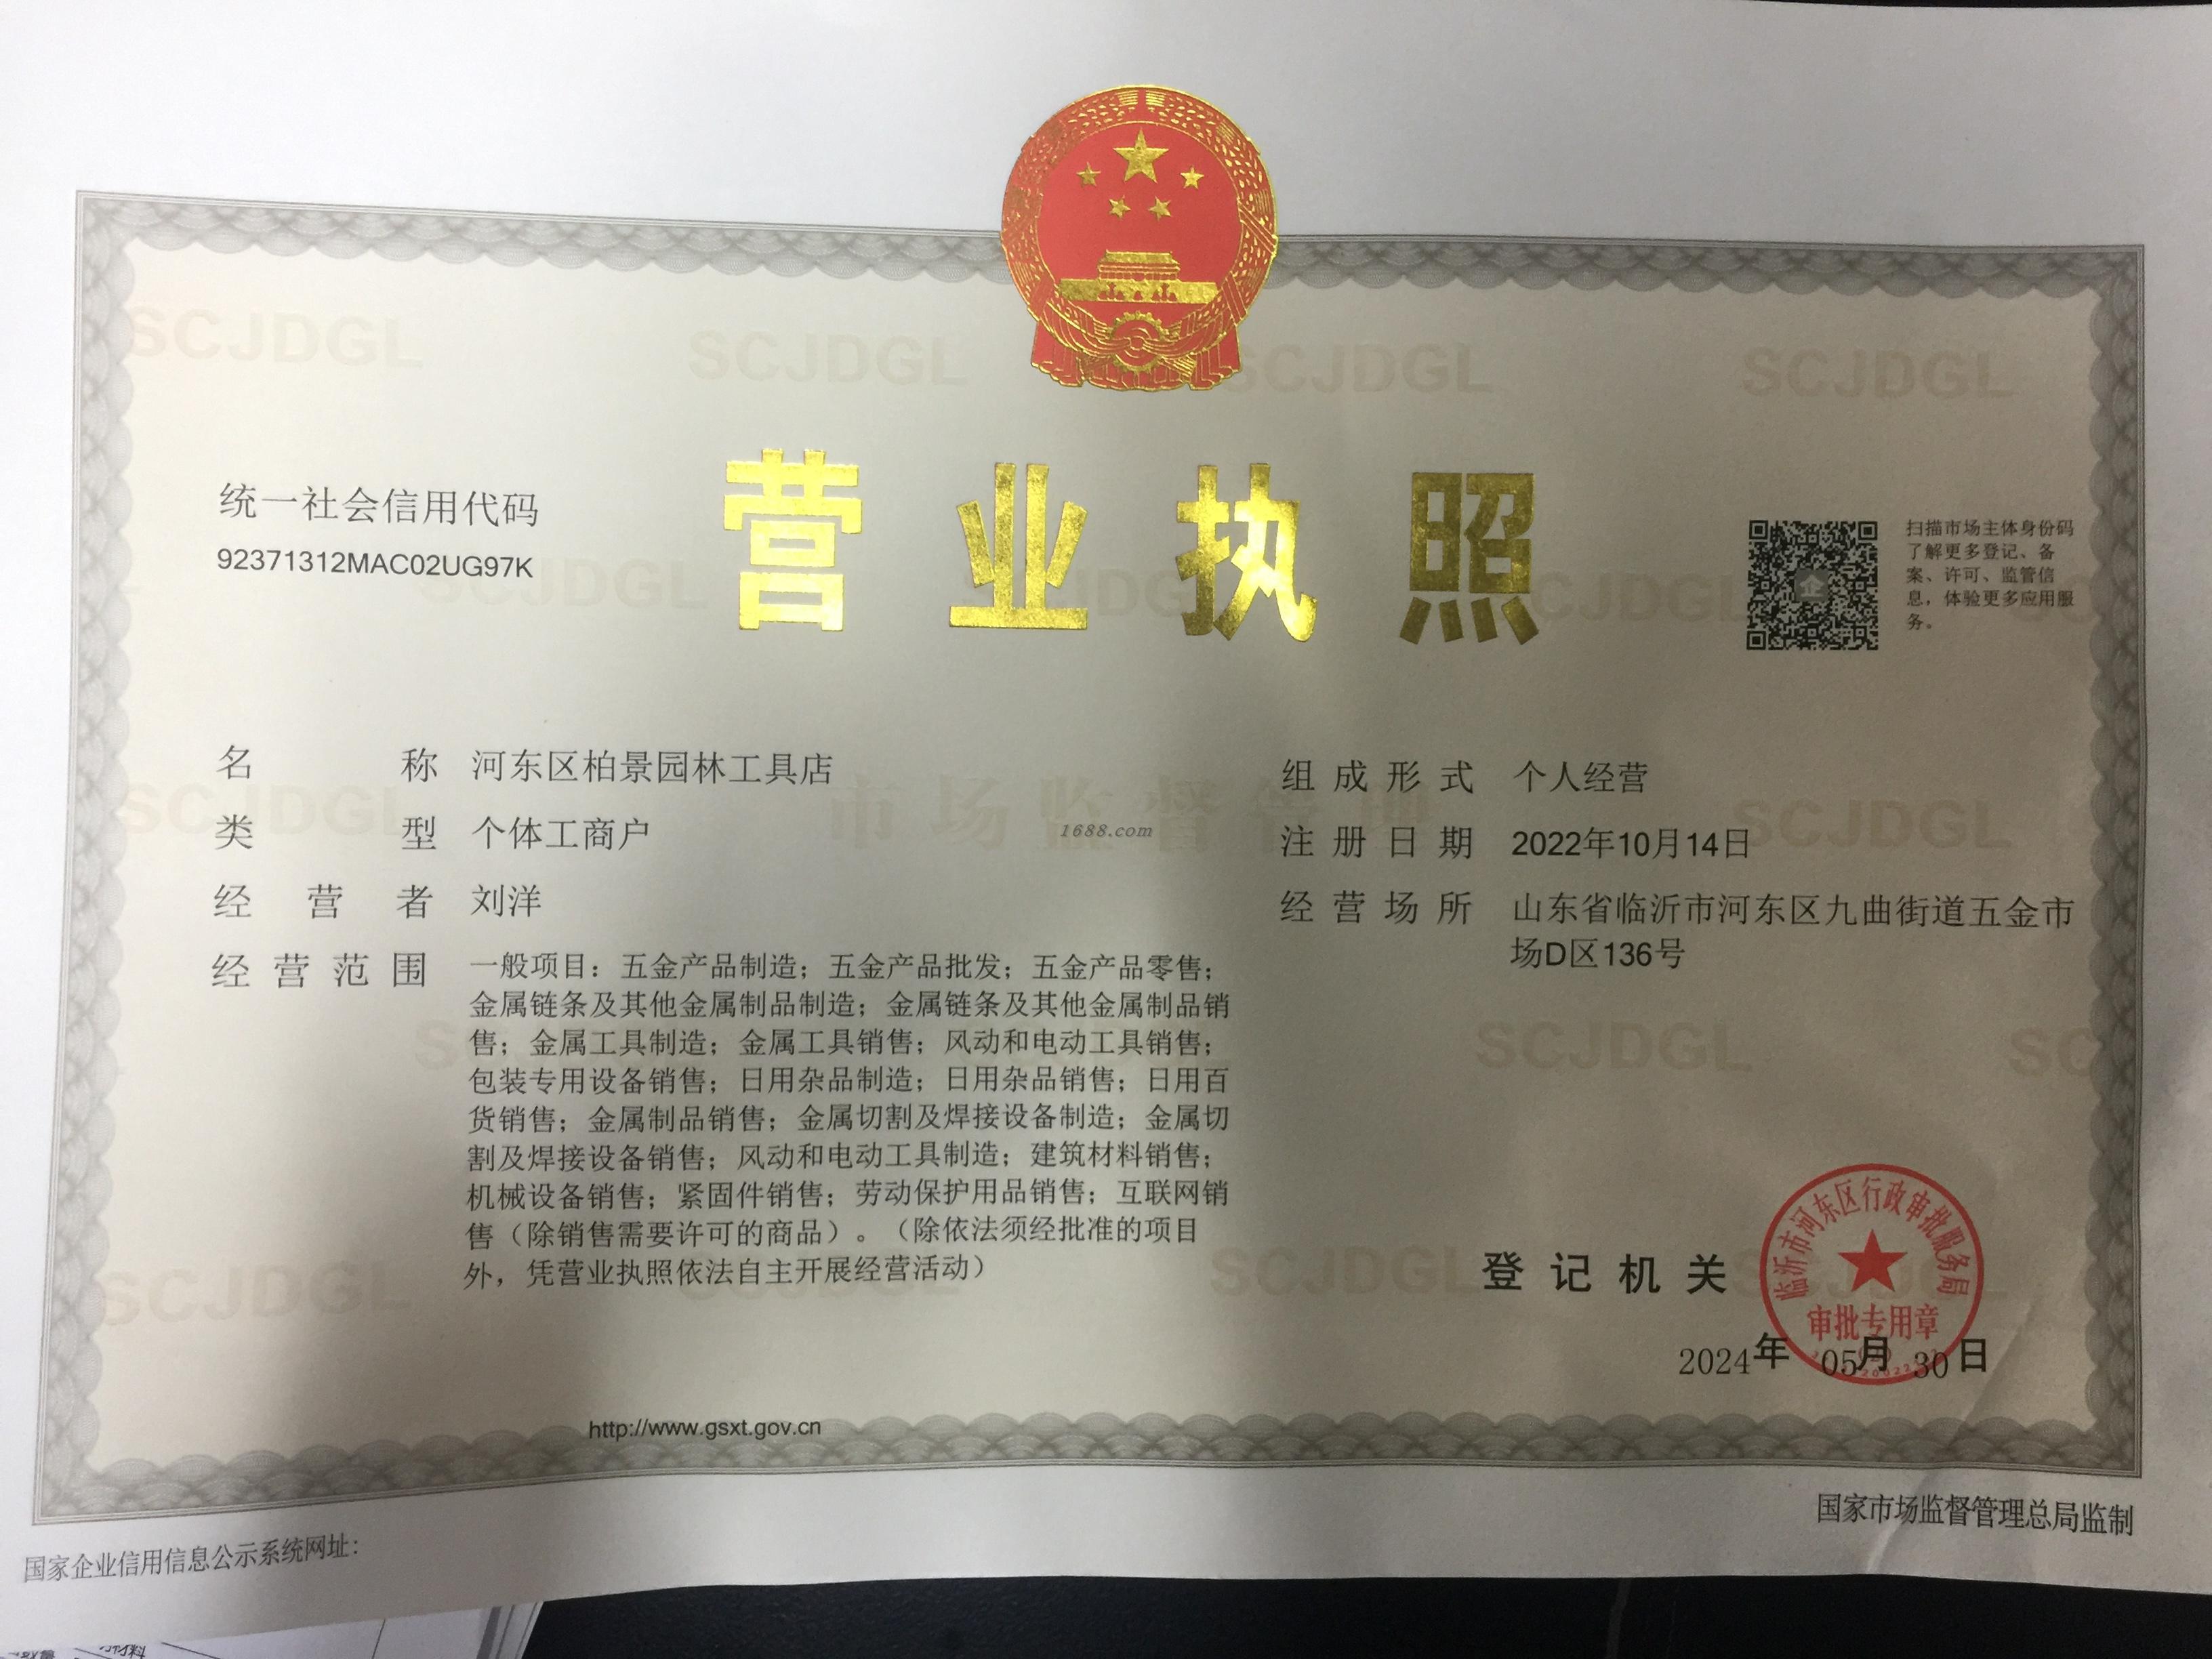 营业执照
统一社会信用代码
92371312MAC02UG97K
扫描市场主体身份码
了解更多登记、备
案、许可、监管信
息，体验更多应用服
务。
名称 河东区柏景园林工具店
类型 个体工商户
经营者 刘洋
经营范围 一般项目：五金产品制造；五金产品批发；五金产品零售；
金属链条及其他金属制品制造；金属链条及其他金属制品销
售；金属工具制造；金属工具销售；风动和电动工具销售；
包装专用设备销售；日用杂品制造；日用杂品销售；日用百
货销售；金属制品销售；金属切割及焊接设备制造；金属切
割及焊接设备销售；风动和电动工具制造；建筑材料销售；
机械设备销售；紧固件销售；劳动保护用品销售；互联网销
售（除销售需要许可的商品）。（除依法须经批准的项目
外，凭营业执照依法自主开展经营活动）
组成形式 个人经营
注册日期 2022年10月14日
经营场所 山东省临沂市河东区九曲街道五金市
场D区136号
1688.com
登记机关
临沂市河东区行政审批服务局
审批专用章
2024年05月30日
http://www.gsxt.gov.cn
国家企业信用信息公示系统网址：
国家市场监督管理总局监制
SCJDGL
市场监督管理